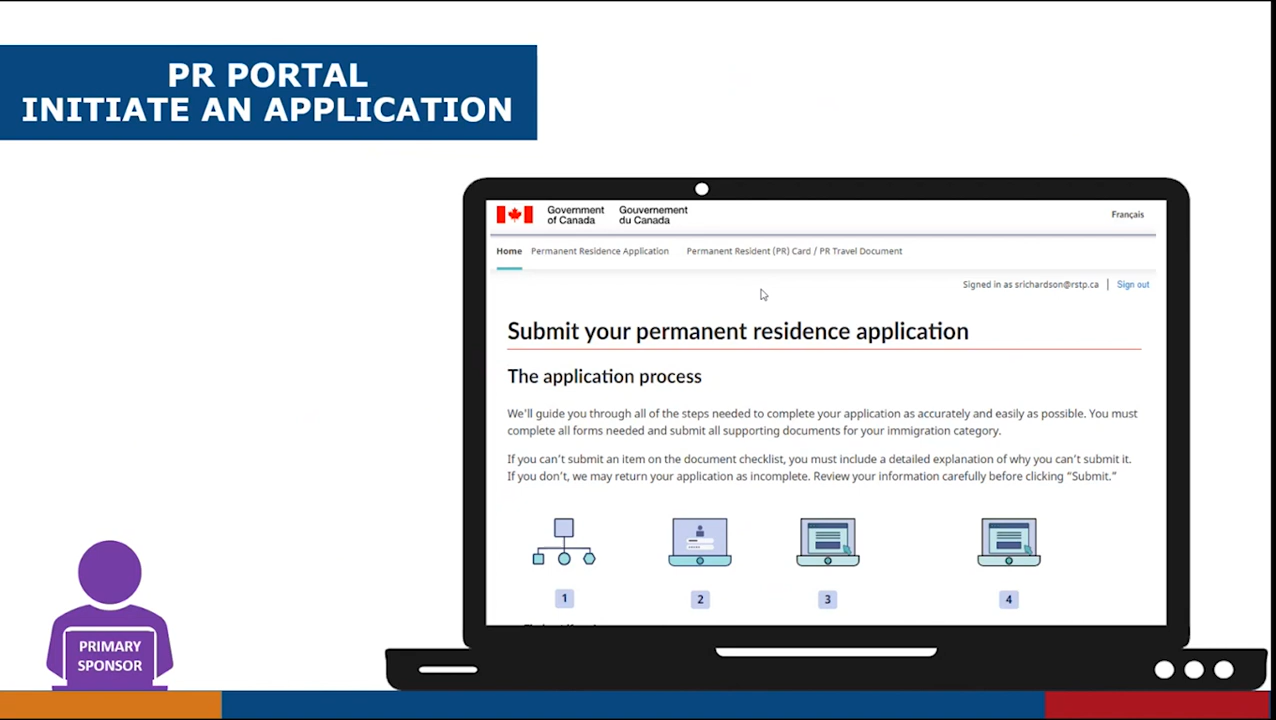 PR PORTAL
INITIATE AN APPLICATION
Government of Canada
Gouvernement du Canada
Français
Home
Permanent Residence Application
Permanent Resident (PR) Card / PR Travel Document
Signed in as srichardson@rstp.ca | Sign out
Submit your permanent residence application
The application process
We'll guide you through all of the steps needed to complete your application as accurately and easily as possible. You must
complete all forms needed and submit all supporting documents for your immigration category.
If you can't submit an item on the document checklist, you must include a detailed explanation of why you can't submit it.
If you don't, we may return your application as incomplete. Review your information carefully before clicking “Submit.”
1
2
3
4
PRIMARY
SPONSOR